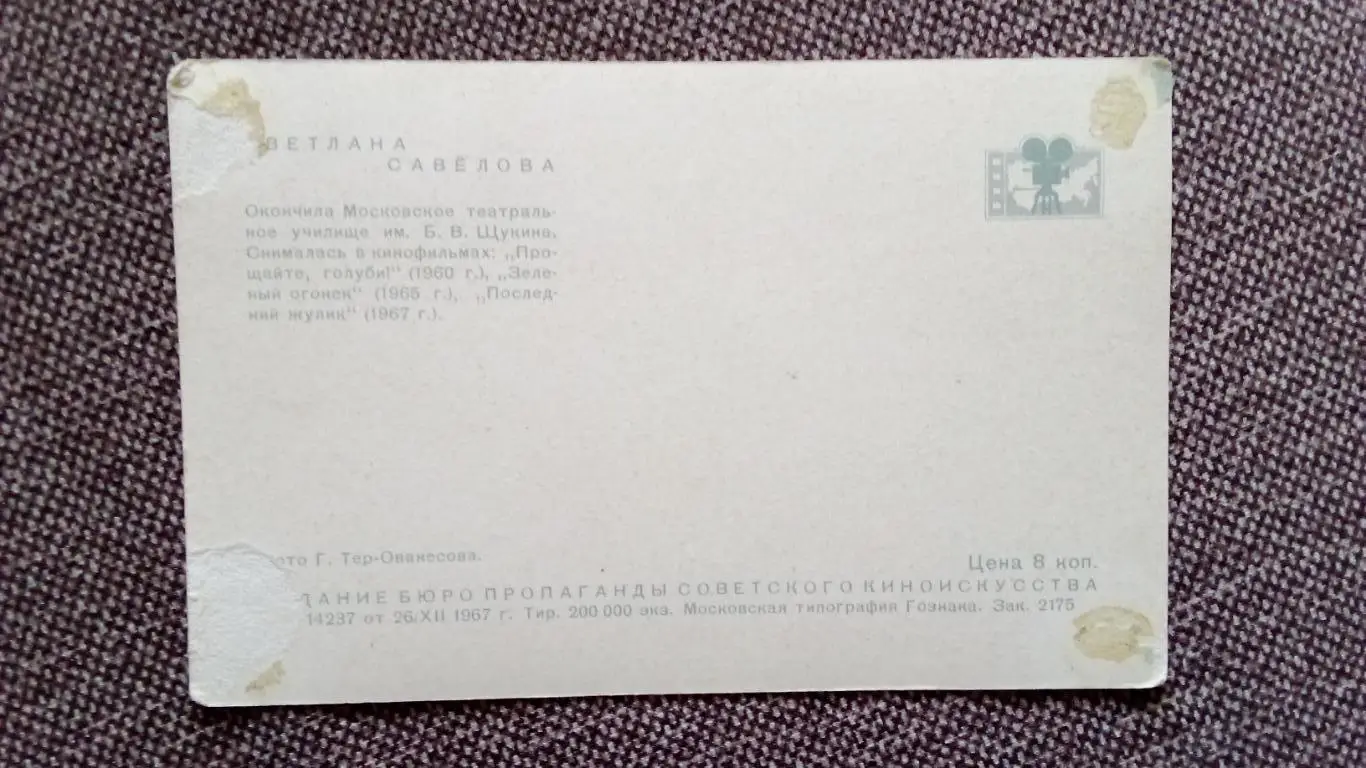 ВЕТЛАНА
САВЁЛОВА
Окончила Московское театраль-
ное училище им. Б. В. Щукина.
Снималась в кинофильмах: „Про-
щайте, голуби!“ (1960 г.), „Зеле-
ный огонек“ (1965 г.), „Послед-
ний жулик“ (1967 г.).
ото Г. Тер-Ованесова.
Цена 8 коп.
ДАНИЕ БЮРО ПРОПАГАНДЫ СОВЕТСКОГО КИНОИСКУССТВА
14237 от 26/XII 1967 г. Тир. 200 000 экз. Московская типография Гознака. Зак. 2175